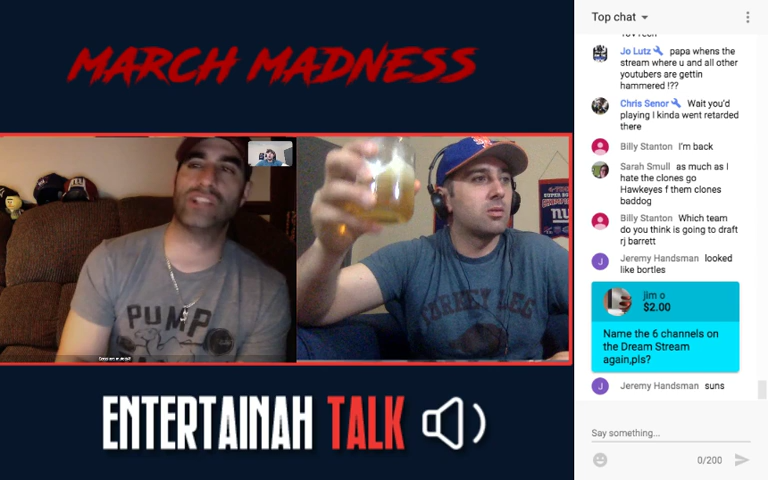 MARCH MADNESS
PUMP
TURKEY LEG
NY
ENTERTAINAH TALK
Top chat
Jo Lutz papa whens the
stream where u and all other
youtubers are gettin
hammered !??
Chris Senor Wait you'd
playing I kinda went retarded
there
Billy Stanton I'm back
Sarah Smull as much as I
hate the clones go
Hawkeyes f them clones
baddog
Billy Stanton Which team
do you think is going to draft
rj barrett
Jeremy Handsman looked
like bortles
jim o
$2.00
Name the 6 channels on
the Dream Stream
again,pls?
Jeremy Handsman suns
Say something...
0/200